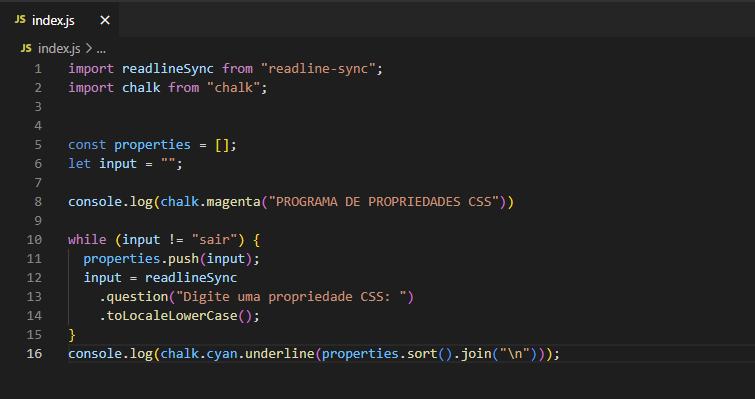 JS index.js ×
JS index.js > ...
1 import readlineSync from "readline-sync";
2 import chalk from "chalk";
3
4
5 const properties = [];
6 let input = "";
7
8 console.log(chalk.magenta("PROGRAMA DE PROPRIEDADES CSS"))
9
10 while (input != "sair") {
11   properties.push(input);
12   input = readlineSync
13     .question("Digite uma propriedade CSS: ")
14     .toLocaleLowerCase();
15 }
16 console.log(chalk.cyan.underline(properties.sort().join("\n")));